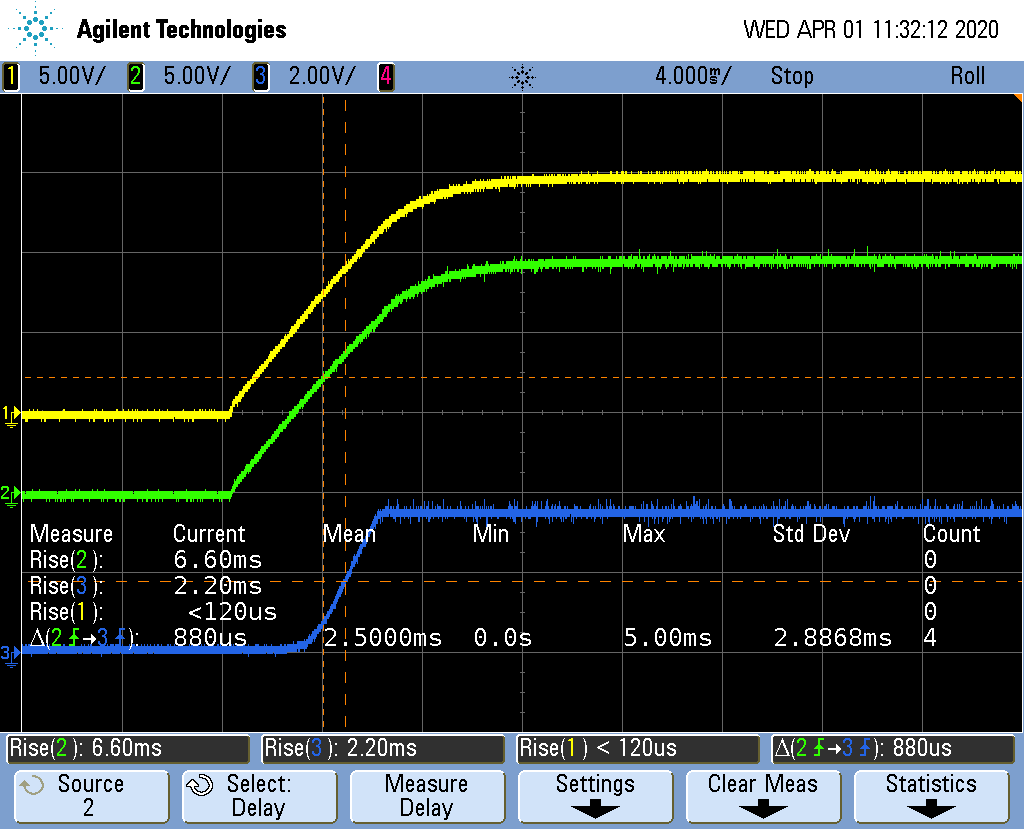 Agilent Technologies WED APR 01 11:32:12 2020
1 5.00V/ 2 5.00V/ 3 2.00V/ 4 4.000ms/ Stop Roll
1
2
Measure Current Mean Min Max Std Dev Count
Rise(2): 6.60ms 0
Rise(3): 2.20ms 0
Rise(1): <120us 0
Δ(2→3): 880us 2.5000ms 0.0s 5.00ms 2.8868ms 4
3
Rise(2): 6.60ms Rise(3): 2.20ms Rise(1) < 120us Δ(2→3): 880us
Source Select: Measure Settings Clear Meas Statistics
2 Delay Delay